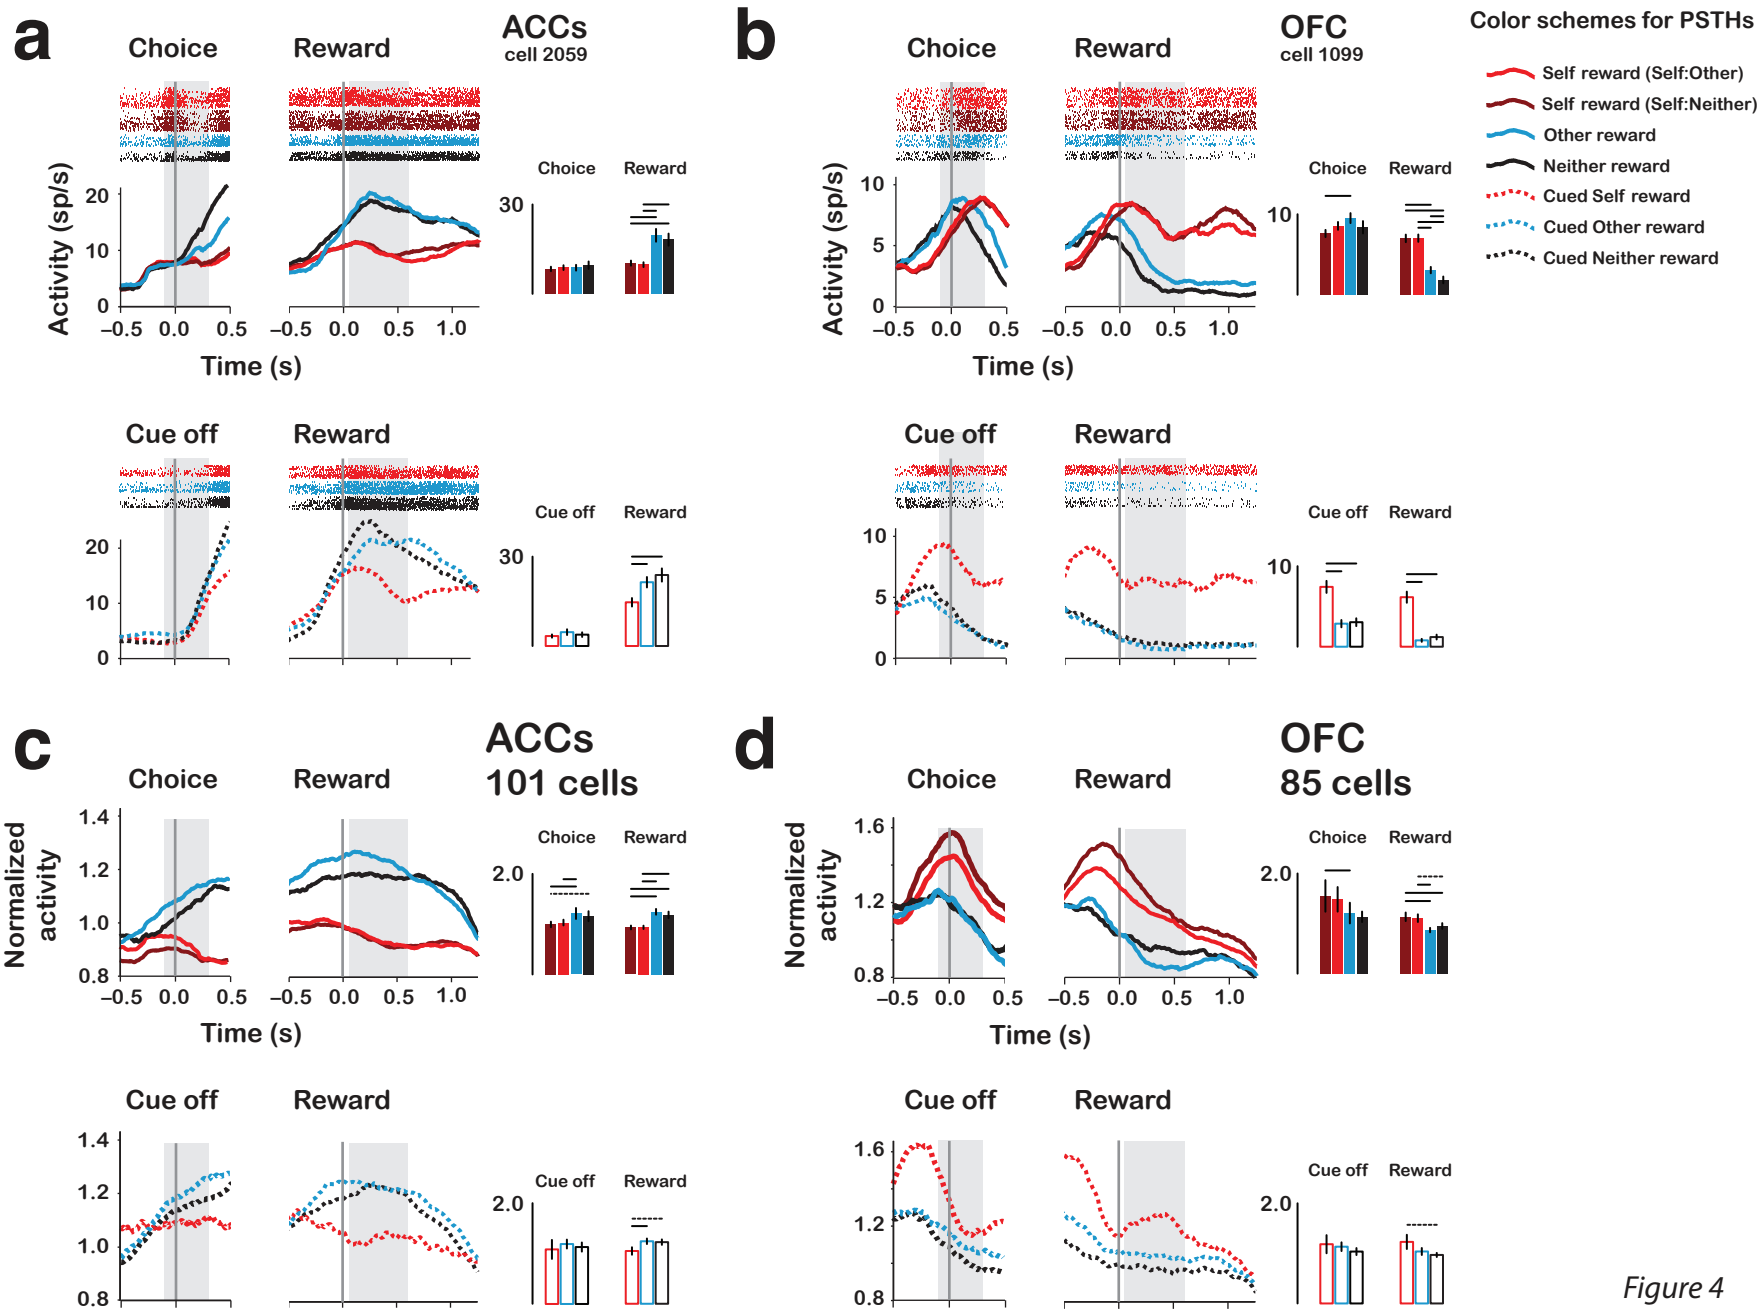 a
Choice
Reward
ACCs
cell 2059
Activity (sp/s)
20
10
0
−0.5 0.0 0.5
−0.5 0.0 0.5 1.0
Time (s)
Choice
Reward
30
Cue off
Reward
20
10
0
Cue off
Reward
30
b
Choice
Reward
OFC
cell 1099
Activity (sp/s)
10
5
0
−0.5 0.0 0.5
−0.5 0.0 0.5 1.0
Time (s)
Choice
Reward
10
Cue off
Reward
10
5
0
Cue off
Reward
10
Color schemes for PSTHs
Self reward (Self:Other)
Self reward (Self:Neither)
Other reward
Neither reward
Cued Self reward
Cued Other reward
Cued Neither reward
c
Choice
Reward
ACCs
101 cells
Normalized
activity
1.4
1.2
1.0
0.8
−0.5 0.0 0.5
−0.5 0.0 0.5 1.0
Time (s)
Choice
Reward
2.0
Cue off
Reward
1.4
1.2
1.0
0.8
Cue off
Reward
2.0
d
Choice
Reward
OFC
85 cells
Normalized
activity
1.6
1.2
0.8
−0.5 0.0 0.5
−0.5 0.0 0.5 1.0
Time (s)
Choice
Reward
2.0
Cue off
Reward
1.6
1.2
0.8
Cue off
Reward
2.0
Figure 4